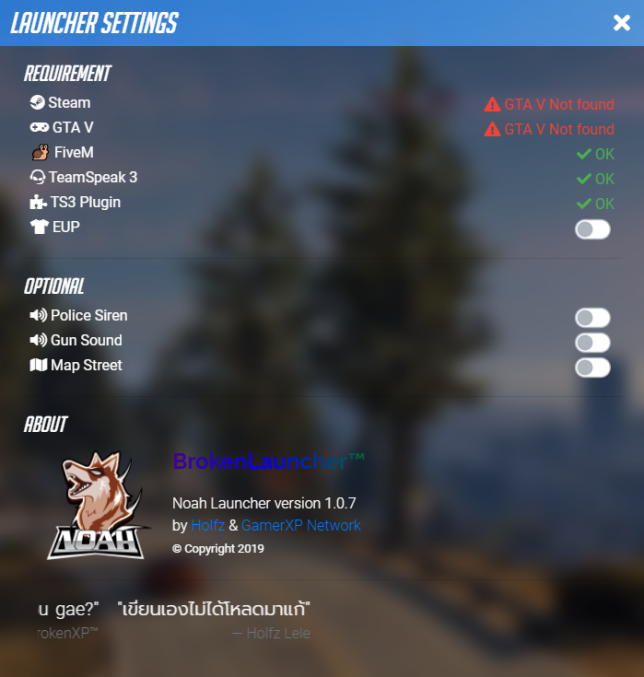 LAUNCHER SETTINGS
REQUIREMENT
Steam GTA V Not found
GTA V GTA V Not found
FiveM OK
TeamSpeak 3 OK
TS3 Plugin OK
EUP
OPTIONAL
Police Siren
Gun Sound
Map Street
ABOUT
BrokenLauncher™
Noah Launcher version 1.0.7
by Holfz & GamerXP Network
© Copyright 2019
NOAH
u gae?" "เขียนเองไม่ได้โหลดมาแก้"
rokenXP™ — Holfz Lele